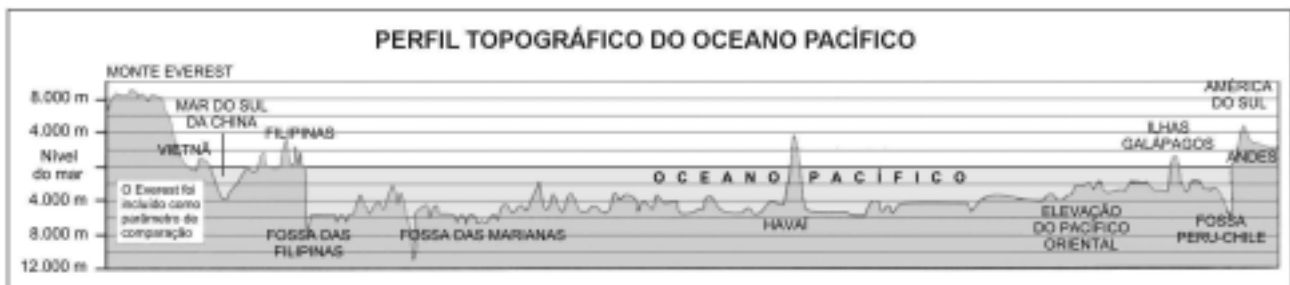 PERFIL TOPOGRÁFICO DO OCEANO PACÍFICO
MONTE EVEREST
8.000 m
4.000 m
Nível
do mar
4.000 m
8.000 m
12.000 m
MAR DO SUL
DA CHINA
VIETNÃ
FILIPINAS
O Everest foi
incluído como
parâmetro de
comparação
FOSSA DAS
FILIPINAS
FOSSA DAS MARIANAS
OCEANO PACÍFICO
HAVAÍ
ELEVAÇÃO
DO PACÍFICO
ORIENTAL
ILHAS
GALÁPAGOS
AMÉRICA
DO SUL
ANDES
FOSSA
PERU-CHILE